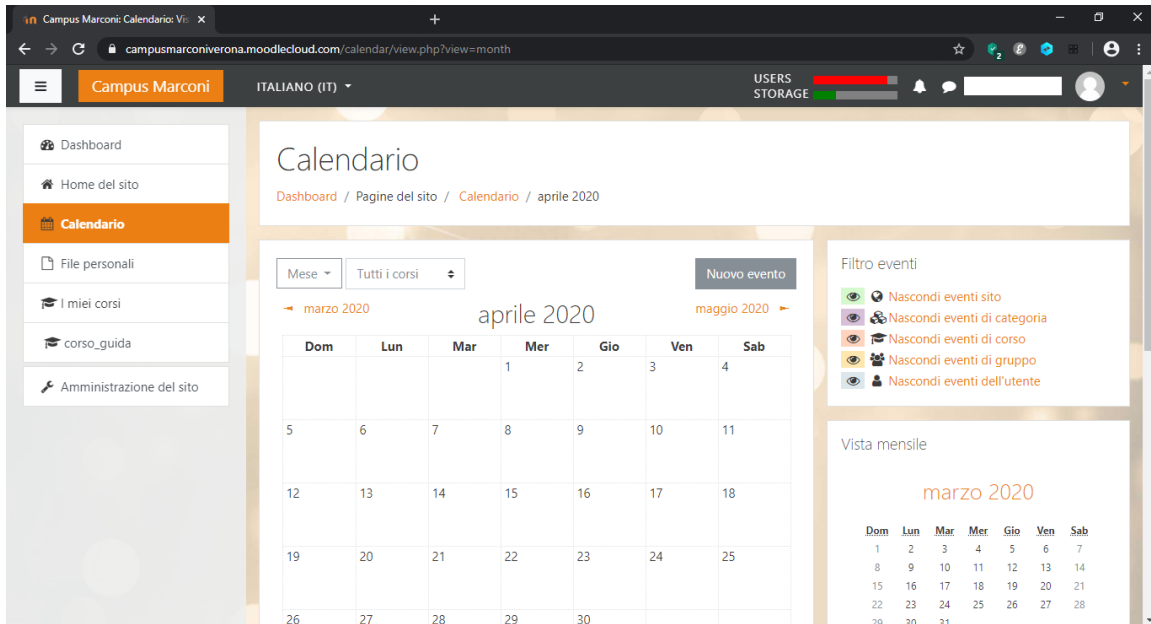 Campus Marconi: Calendario: Vis
campusmarconiverona.moodlecloud.com/calendar/view.php?view=month
2
Campus Marconi
ITALIANO (IT)
USERS
STORAGE
Dashboard
Home del sito
Calendario
File personali
I miei corsi
corso_guida
Amministrazione del sito
Calendario
Dashboard / Pagine del sito / Calendario / aprile 2020
Mese
Tutti i corsi
Nuovo evento
marzo 2020
aprile 2020
maggio 2020
Dom Lun Mar Mer Gio Ven Sab
1 2 3 4
5 6 7 8 9 10 11
12 13 14 15 16 17 18
19 20 21 22 23 24 25
26 27 28 29 30
Filtro eventi
Nascondi eventi sito
Nascondi eventi di categoria
Nascondi eventi di corso
Nascondi eventi di gruppo
Nascondi eventi dell'utente
Vista mensile
marzo 2020
Dom Lun Mar Mer Gio Ven Sab
1 2 3 4 5 6 7
8 9 10 11 12 13 14
15 16 17 18 19 20 21
22 23 24 25 26 27 28
29 30 31